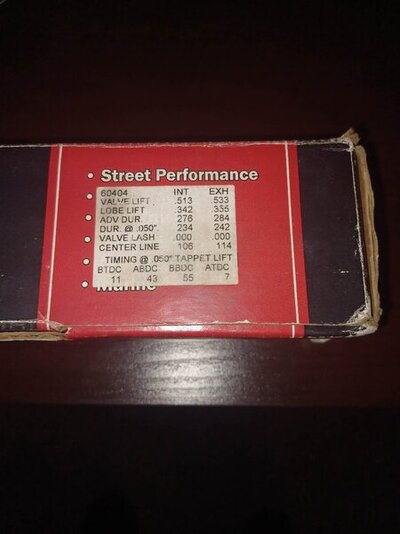 • Street Performance
60404 INT EXH
VALVE LIFT .513 .533
LOBE LIFT .342 .355
ADV DUR. 276 284
DUR. @ .050". 234 242
VALVE LASH .000 .000
CENTER LINE 106 114
TIMING @ .050" TAPPET LIFT
BTDC ABDC BBDC ATDC
11 43 55 7